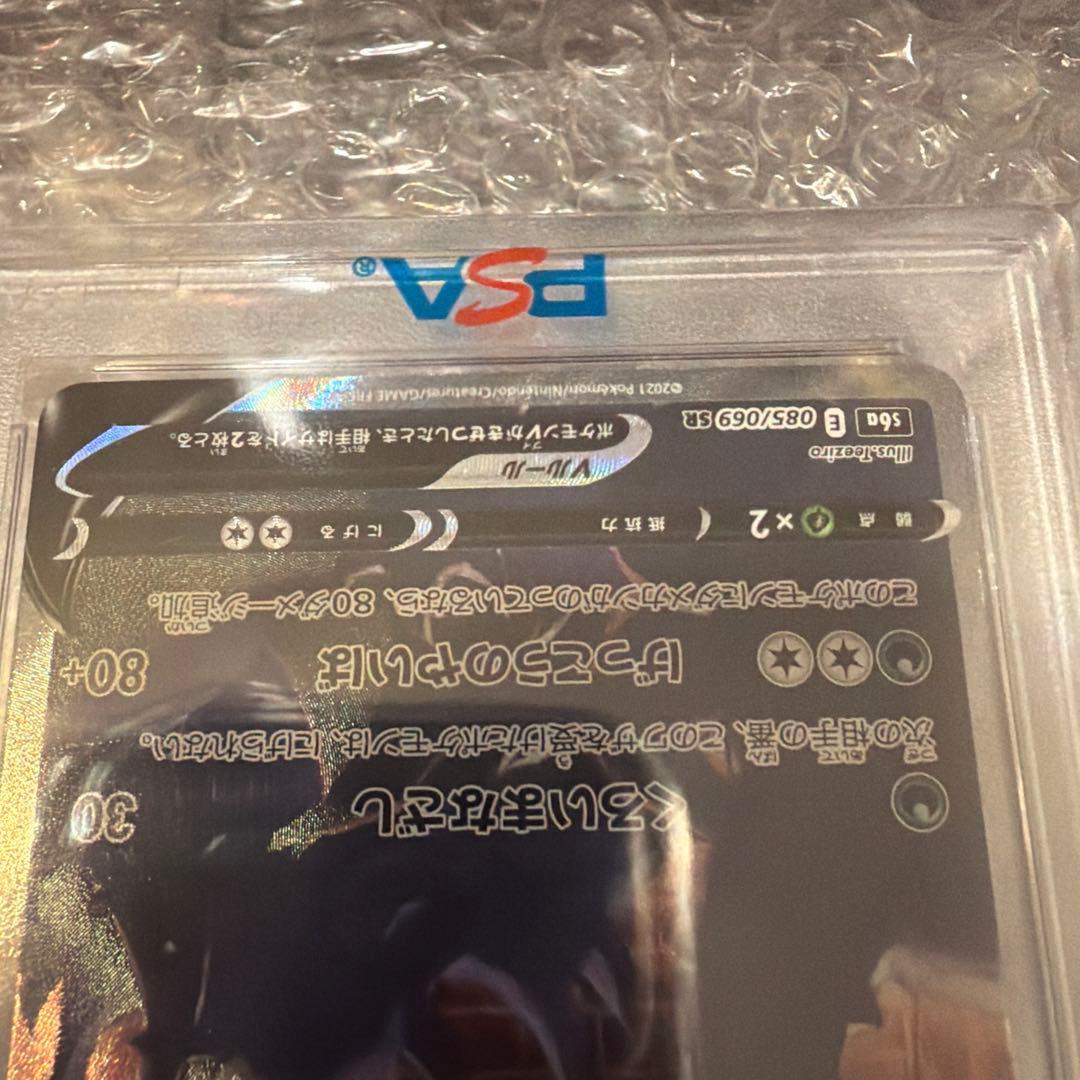 くろいまなざし 30
次の相手の番、このワザを受けたポケモンは、にげられない。
げっこうのやいば 80+
このポケモンにダメカンがのっているなら、80ダメージ追加。
弱点 ×2 抵抗力 にげる
Illus.Teeziro
Vルール
s6a E 085/069 SR
ポケモンVがきぜつしたとき、相手はサイドを2枚とる。
©2021 Pokémon/Nintendo/Creatures/GAME
PSA®